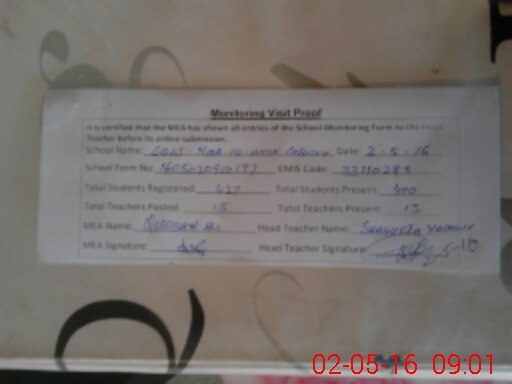 Monitoring Visit Proof
It is certified that the MEA has shown all entries of the School Monitoring Form to the Head
Teacher before its online submission.
School Name: Colony Date: 2-5-16
School Form No: EMIS Code:
Total Students Registered: 427 Total Students Present: 400
Total Teachers Posted: 15 Total Teachers Present: 13
MEA Name: Head Teacher Name:
MEA Signature: Head Teacher Signature:
02-05-16 09:01